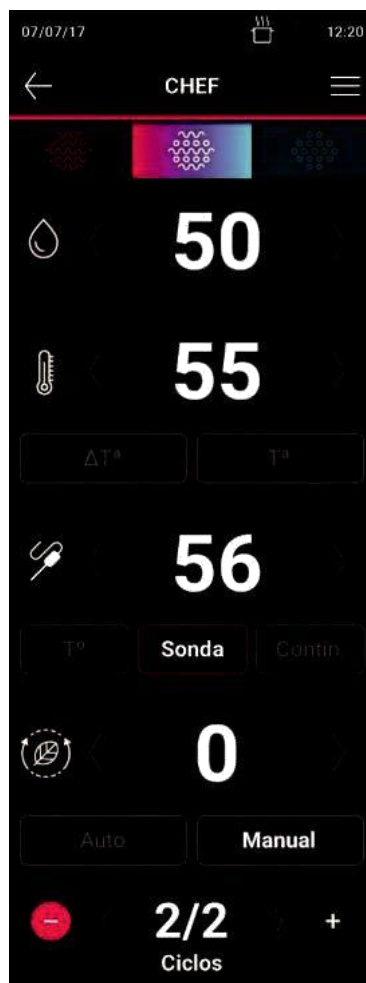 07/07/17 12:20
CHEF
50
55
ΔTª Tª
56
Tº Sonda Contin
0
Auto Manual
- 2/2 +
Ciclos